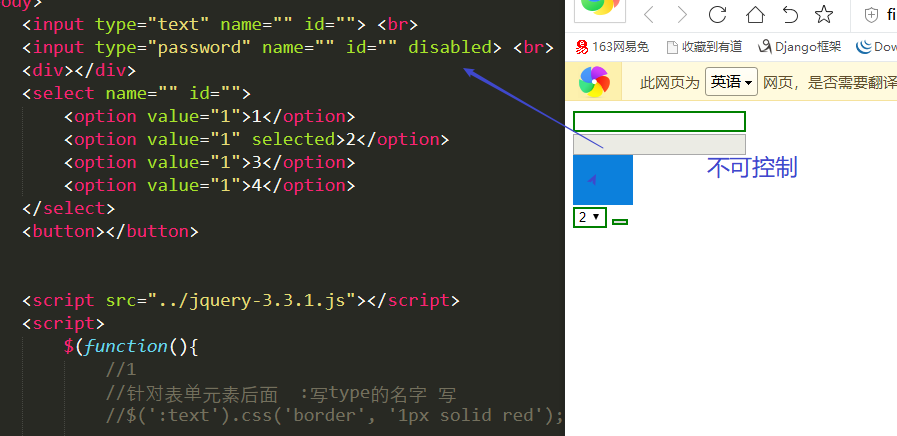 ody>
<input type="text" name="" id=""> <br>
<input type="password" name="" id="" disabled> <br>
<div></div>
<select name="" id="">
<option value="1">1</option>
<option value="1" selected>2</option>
<option value="1">3</option>
<option value="1">4</option>
</select>
<button></button>
<script src="../jquery-3.3.1.js"></script>
<script>
$(function(){
//1
//针对表单元素后面 :写type的名字 写
//$(':text').css('border', '1px solid red');
fi
163网易免 收藏到有道 Django框架 Dow
此网页为 英语 网页，是否需要翻译
不可控制
2